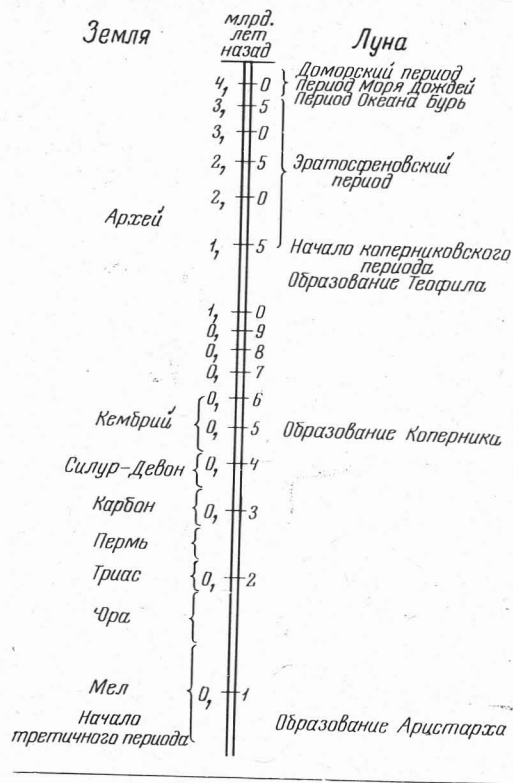 Земля
млрд.
лет
назад
Луна
Доморский период
4,0
Период Моря Дождей
3,5
Период Океана Бурь
3,0
2,5
Эратосфеновский
период
2,0
Архей
1,5
Начало коперниковского
периода
Образование Теофила
1,0
0,9
0,8
0,7
0,6
Кембрий
0,5
Образование Коперника
Силур-Девон
0,4
Карбон
0,3
Пермь
Триас
0,2
Юра
Мел
0,1
Начало
третичного периода
Образование Аристарха